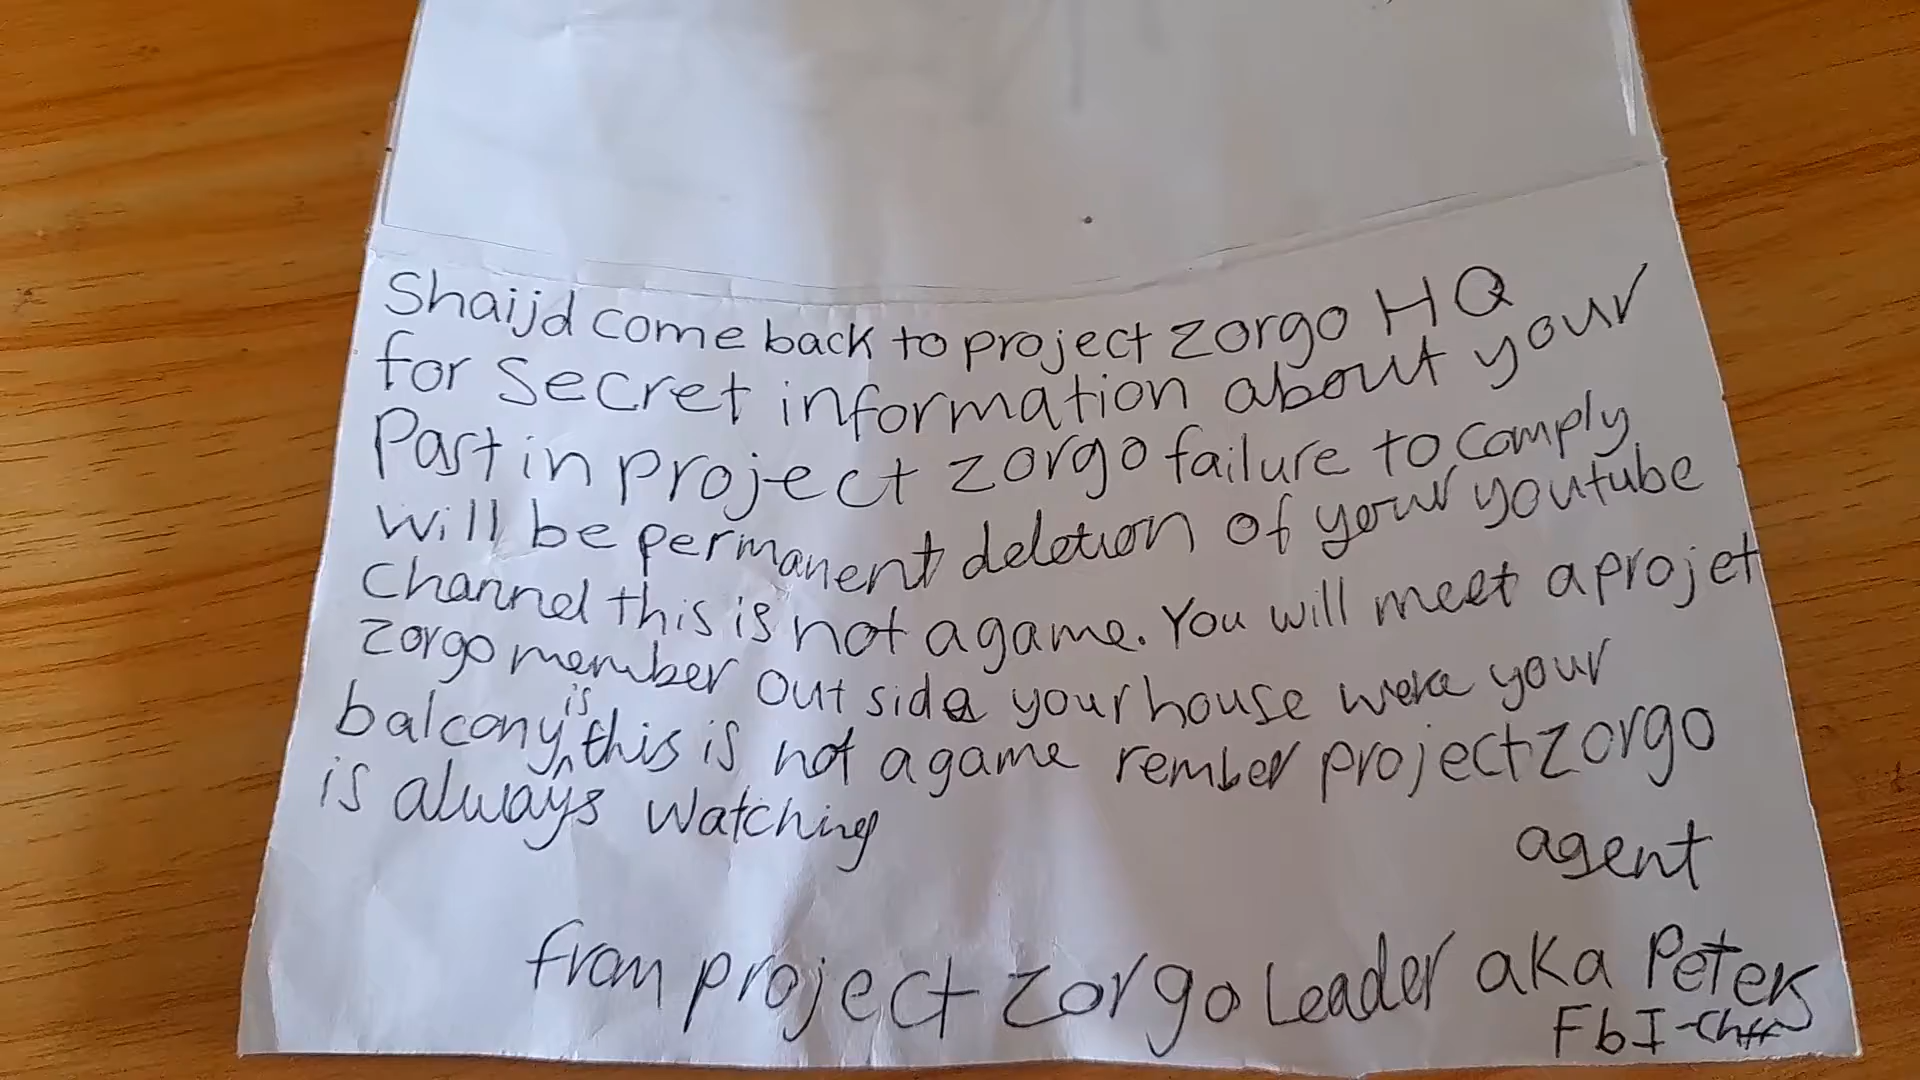 Shaijd come back to project zorgo HQ
for secret information about your
Past in project zorgo failure to comply
will be permanent deletion of your youtube
channel this is not a game. You will meet a projet
zorgo member out side your house were your
balcony is this is not a game rember project zorgo
is always watching
agent
from project zorgo Leader aka Peters
FbI